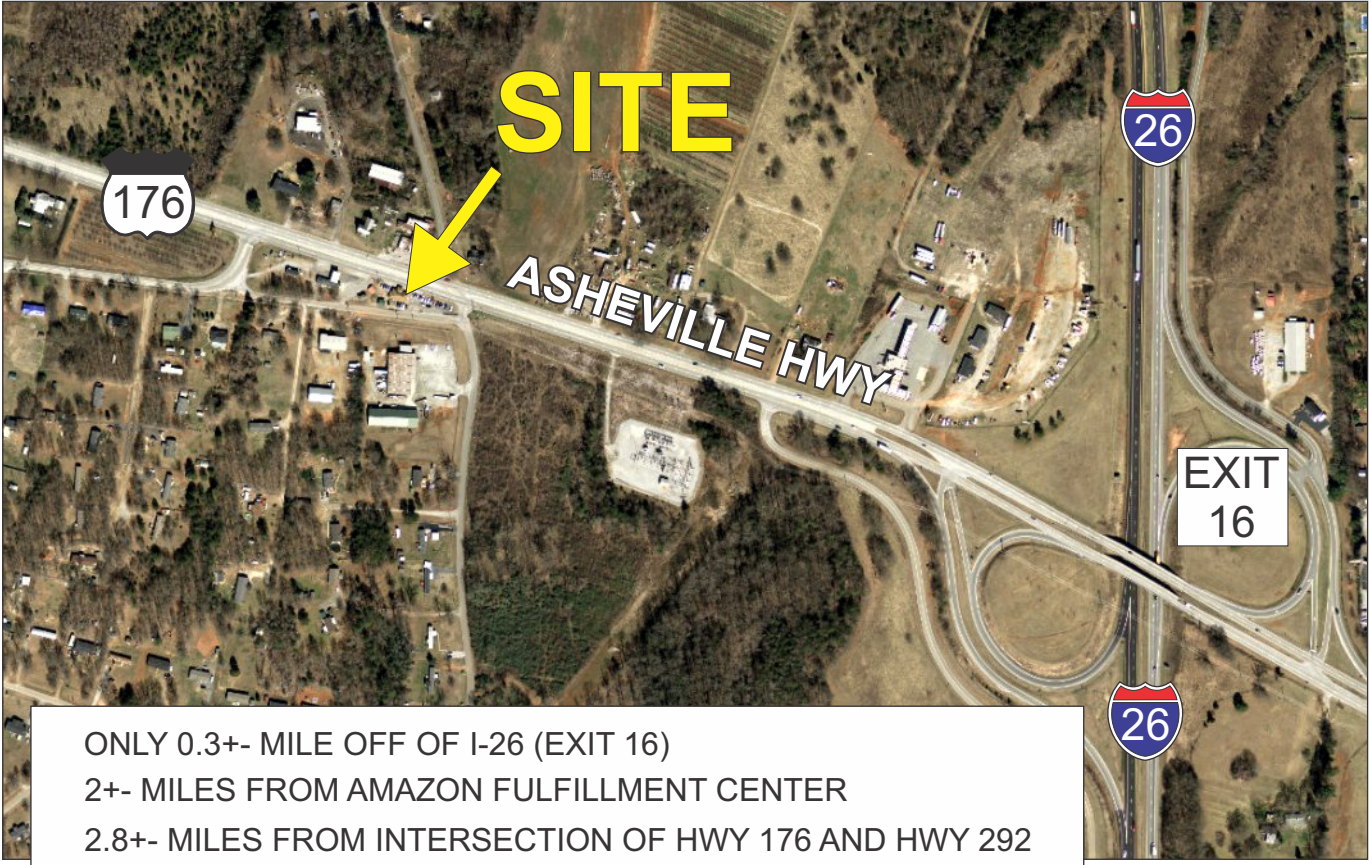 SITE
26
176
ASHEVILLE HWY
EXIT
16
26
ONLY 0.3+- MILE OFF OF I-26 (EXIT 16)
2+- MILES FROM AMAZON FULFILLMENT CENTER
2.8+- MILES FROM INTERSECTION OF HWY 176 AND HWY 292